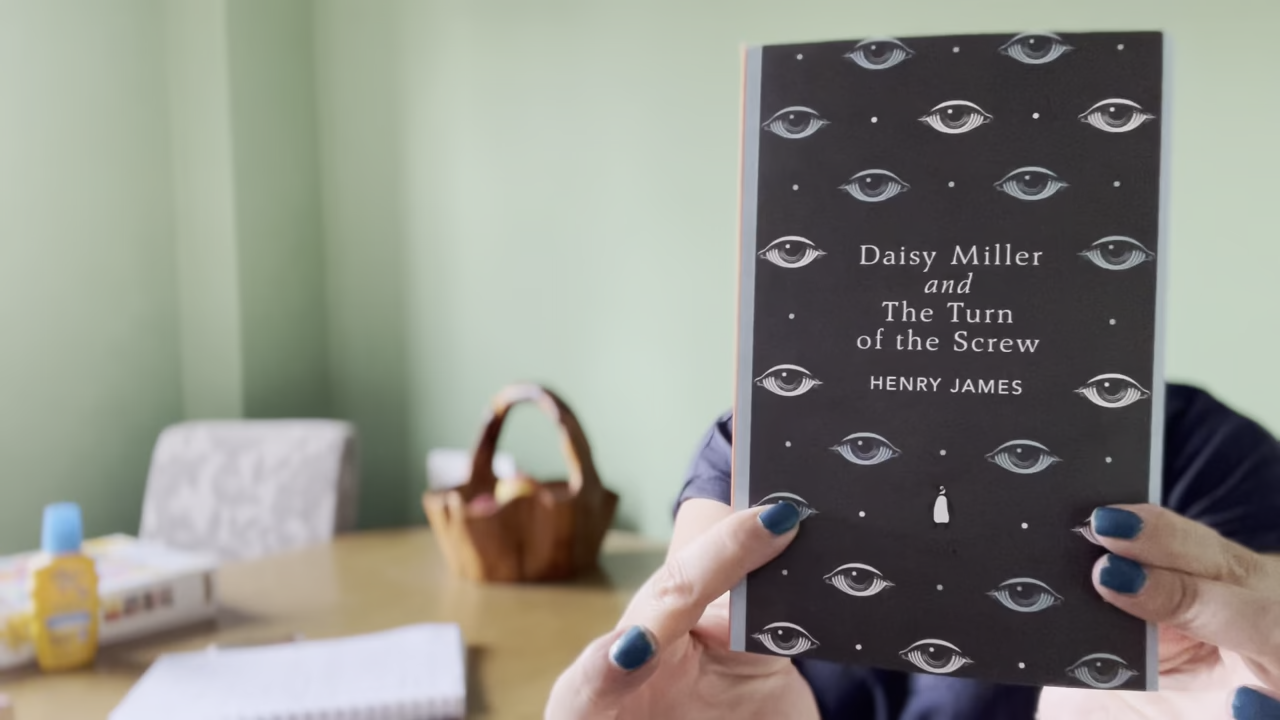 Daisy Miller
and
The Turn
of the Screw
HENRY JAMES